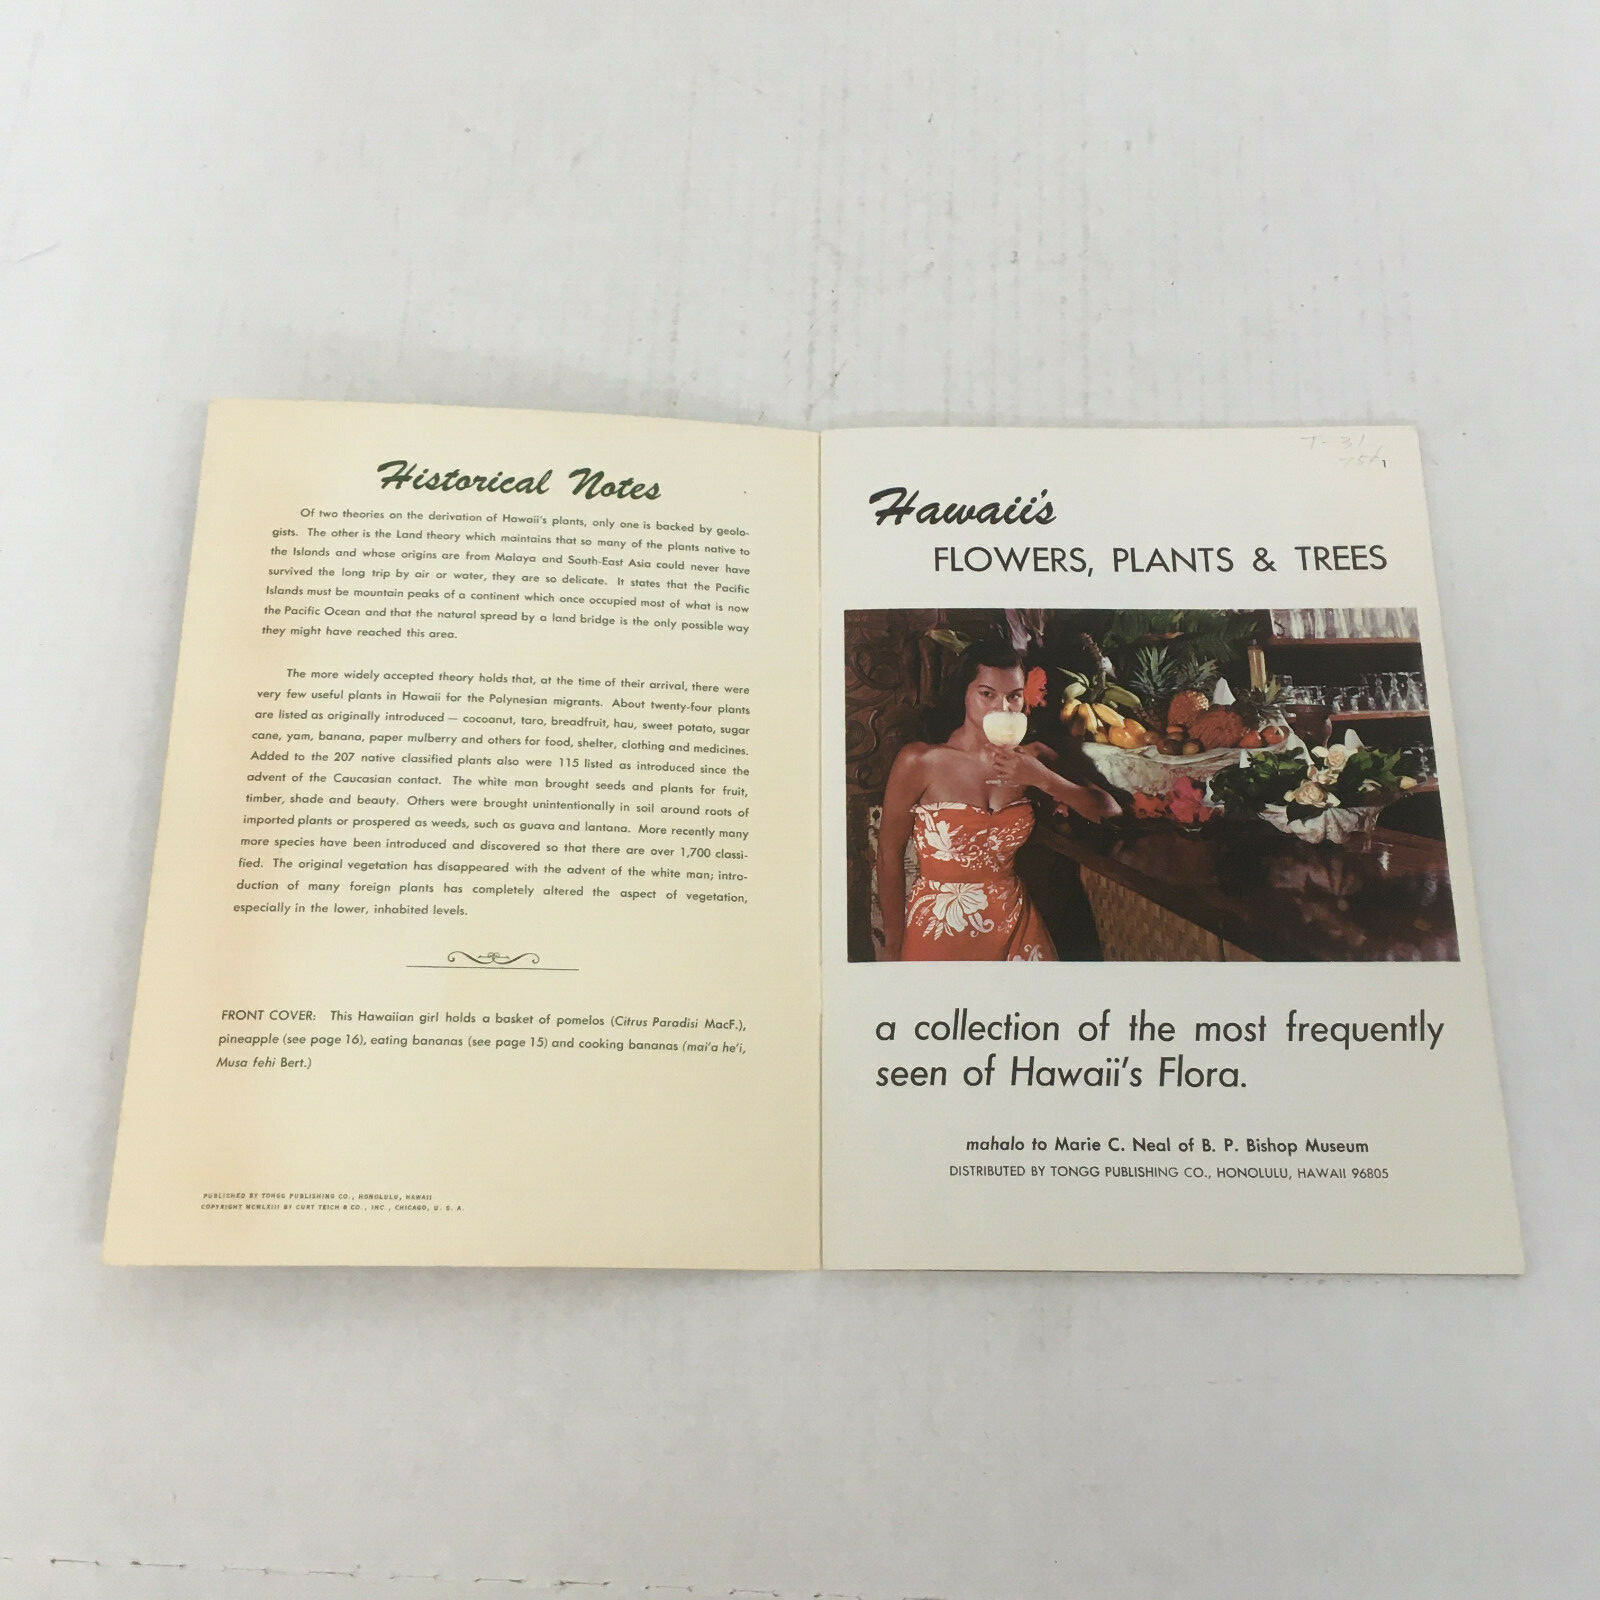 Historical Notes
Of two theories on the derivation of Hawaii's plants, only one is backed by geolo-
gists. The other is the Land theory which maintains that so many of the plants native to
the Islands and whose origins are from Malaya and South-East Asia could never have
survived the long trip by air or water, they are so delicate. It states that the Pacific
Islands must be mountain peaks of a continent which once occupied most of what is now
the Pacific Ocean and that the natural spread by a land bridge is the only possible way
they might have reached this area.
The more widely accepted theory holds that, at the time of their arrival, there were
very few useful plants in Hawaii for the Polynesian migrants. About twenty-four plants
are listed as originally introduced — cocoanut, taro, breadfruit, hau, sweet potato, sugar
cane, yam, banana, paper mulberry and others for food, shelter, clothing and medicines.
Added to the 207 native classified plants also were 115 listed as introduced since the
advent of the Caucasian contact. The white man brought seeds and plants for fruit,
timber, shade and beauty. Others were brought unintentionally in soil around roots of
imported plants or prospered as weeds, such as guava and lantana. More recently many
more species have been introduced and discovered so that there are over 1,700 classi-
fied. The original vegetation has disappeared with the advent of the white man; intro-
duction of many foreign plants has completely altered the aspect of vegetation,
especially in the lower, inhabited levels.
FRONT COVER: This Hawaiian girl holds a basket of pomelos (Citrus Paradisi MacF.),
pineapple (see page 16), eating bananas (see page 15) and cooking bananas (mai'a he'i,
Musa fehi Bert.)
PUBLISHED BY TONGG PUBLISHING CO., HONOLULU, HAWAII
COPYRIGHT MCMLXIII BY CURT TEICH & CO., INC., CHICAGO, U. S. A.
T-31
1
Hawaii's
FLOWERS, PLANTS & TREES
a collection of the most frequently
seen of Hawaii's Flora.
mahalo to Marie C. Neal of B. P. Bishop Museum
DISTRIBUTED BY TONGG PUBLISHING CO., HONOLULU, HAWAII 96805